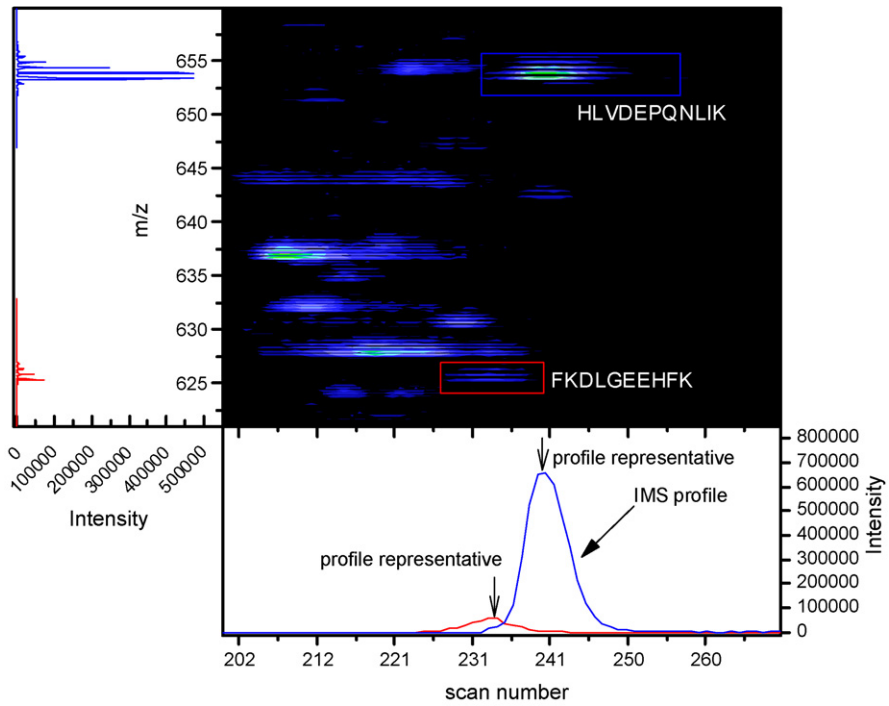 655
650
645
640
635
630
625
m/z
HLVDEPQNLIK
FKDLGEEHFK
0
100000
200000
300000
400000
500000
Intensity
800000
700000
600000
500000
400000
300000
200000
100000
0
Intensity
profile representative
IMS profile
profile representative
202 212 221 231 241 250 260
scan number